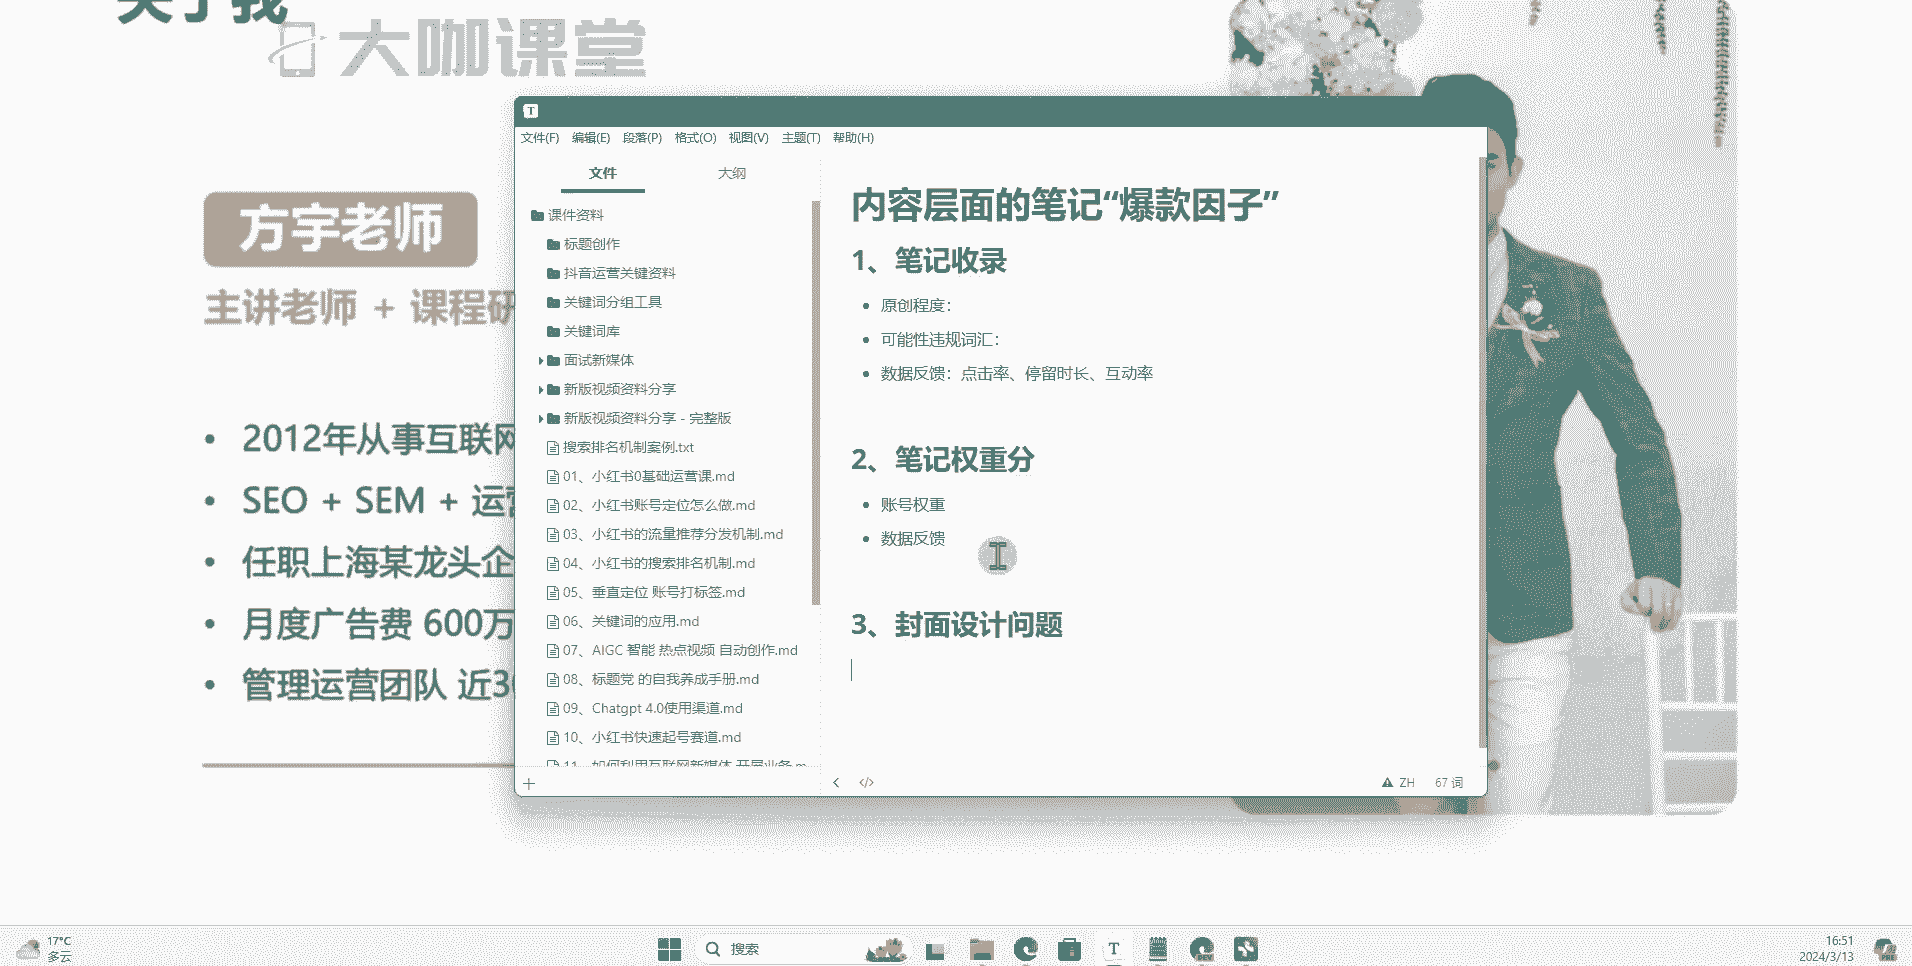 关于我
大咖课堂
方宇老师
主讲老师 + 课程研
2012年从事互联网
SEO + SEM + 运营
任职上海某龙头企
月度广告费 600万
管理运营团队 近30
T
文件(F) 编辑(E) 段落(P) 格式(O) 视图(V) 主题(T) 帮助(H)
文件 大纲
课件资料
标题创作
抖音运营关键资料
关键词分组工具
关键词库
面试新媒体
新版视频资料分享
新版视频资料分享 - 完整版
搜索排名机制案例.txt
01、小红书0基础运营课.md
02、小红书账号定位怎么做.md
03、小红书的流量推荐分发机制.md
04、小红书的搜索排名机制.md
05、垂直定位 账号打标签.md
06、关键词的应用.md
07、AIGC 智能 热点视频 自动创作.md
08、标题党 的自我养成手册.md
09、Chatgpt 4.0使用渠道.md
10、小红书快速起号赛道.md
11、如何利用互联网新媒体 开展业务.m
内容层面的笔记“爆款因子”
1、笔记收录
原创程度：
可能性违规词汇：
数据反馈：点击率、停留时长、互动率
2、笔记权重分
账号权重
数据反馈
3、封面设计问题
ZH 67 词
17°C
多云
搜索
T
DEV
16:51
2024/3/13
PRE